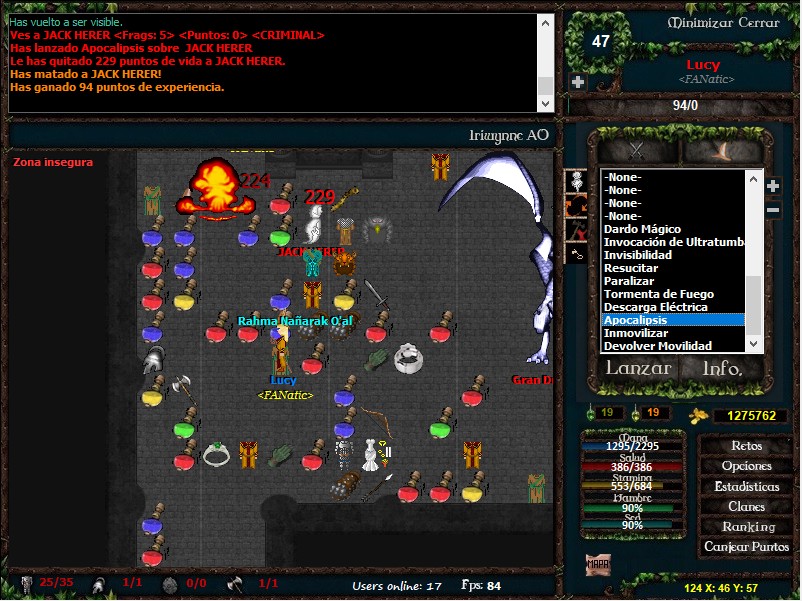 Has vuelto a ser visible.
Ves a JACK HERER <Frags: 5> <Puntos: 0> <CRIMINAL>
Has lanzado Apocalipsis sobre JACK HERER
Le has quitado 229 puntos de vida a JACK HERER.
Has matado a JACK HERER!
Has ganado 94 puntos de experiencia.
47
Minimizar Cerrar
Lucy
<FANatic>
94/0
Iriwynne AO
Zona insegura
224
229
JACK HERER
Rahma Nañarak O'al
Lucy
<FANatic>
Gran D
-None-
-None-
-None-
-None-
Dardo Mágico
Invocación de Ultratumba
Invisibilidad
Resucitar
Paralizar
Tormenta de Fuego
Descarga Eléctrica
Apocalipsis
Inmovilizar
Devolver Movilidad
Lanzar
Info.
19
19
1275762
Mana
1295/2295
Salud
386/386
Stamina
553/684
Hambre
90%
Sed
90%
Retos
Opciones
Estadísticas
Clanes
Ranking
Canjear Puntos
MAPA
25/35
1/1
0/0
1/1
Users online: 17
Fps: 84
124 X: 46 Y: 57